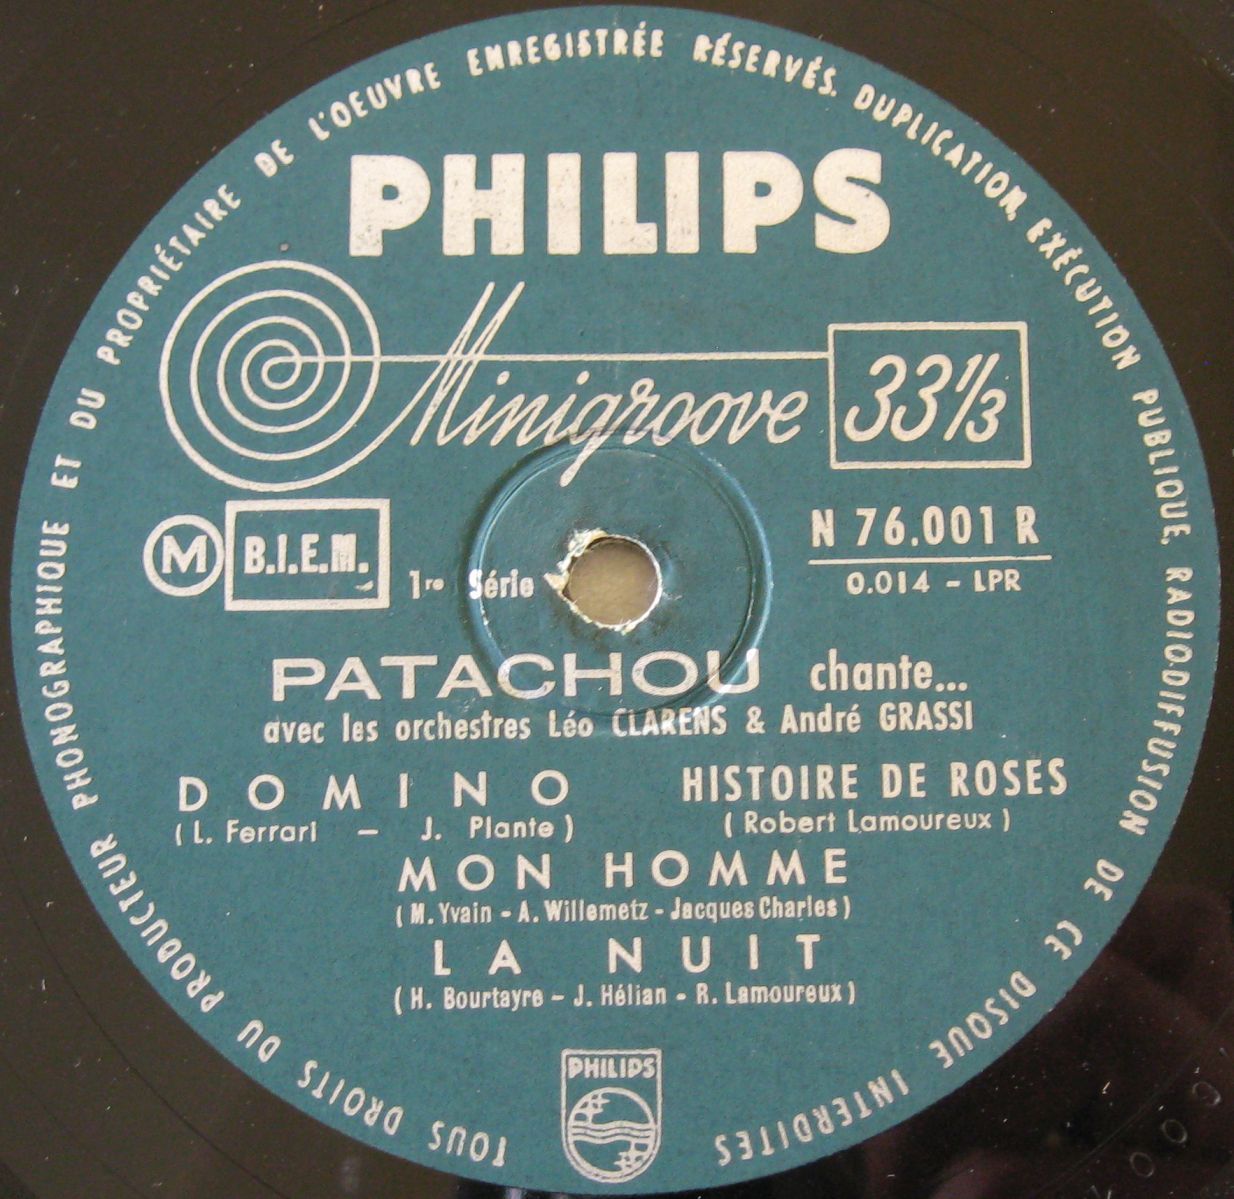 TOUS DROITS DU PRODUCTEUR PHONOGRAPHIQUE ET DU PROPRIÉTAIRE DE L'OEUVRE ENREGISTRÉE RÉSERVÉS. DUPLICATION, EXÉCUTION PUBLIQUE, RADIODIFFUSION DE CE DISQUE INTERDITES
PHILIPS
Minigroove 33 1/3
M B.I.E.M. 1re Série
N 76.001 R
0.014 - LPR
PATACHOU chante...
avec les orchestres Léo CLARENS & André GRASSI
DOMINO
(L. Ferrari - J. Plante)
HISTOIRE DE ROSES
(Robert Lamoureux)
MON HOMME
(M. Yvain - A. Willemetz - Jacques Charles)
LA NUIT
(H. Bourtayre - J. Hélian - R. Lamoureux)
PHILIPS